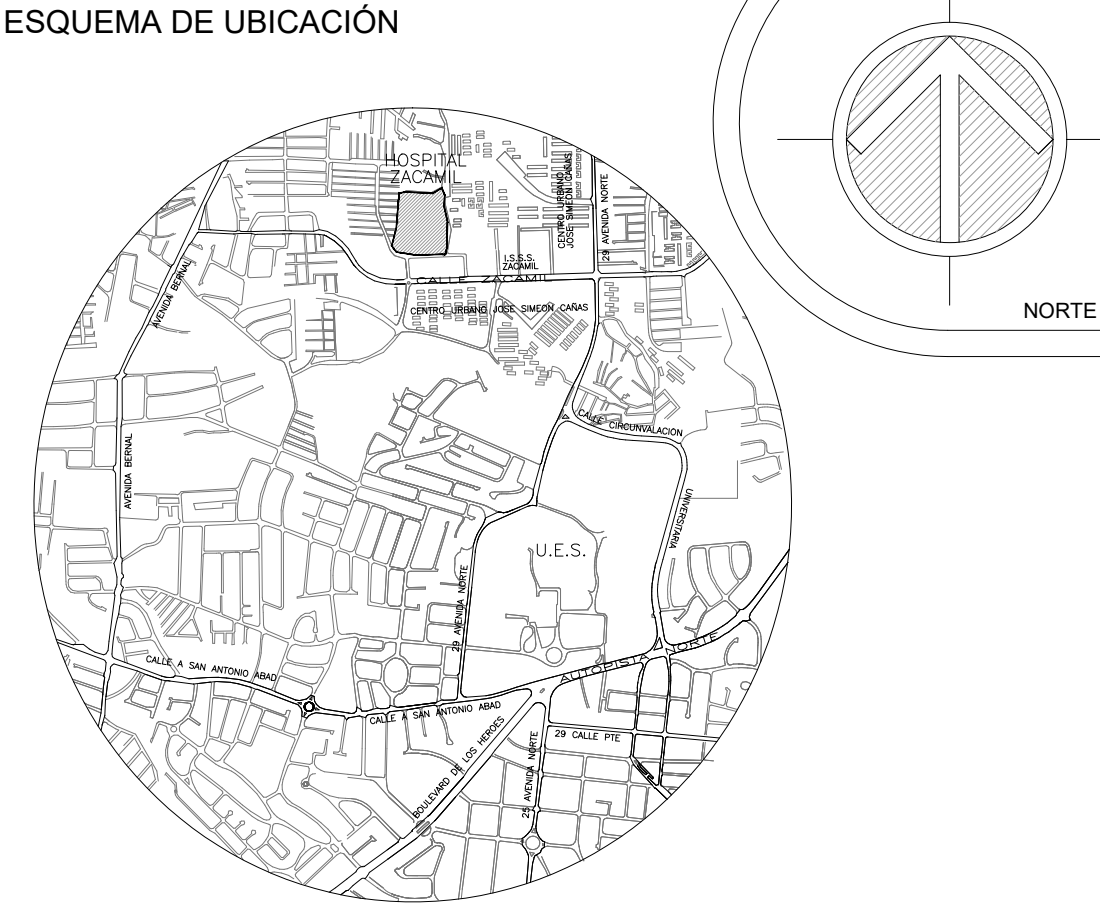 ESQUEMA DE UBICACIÓN
NORTE
HOSPITAL
ZACAMIL
CENTRO URBANO
JOSE SIMEON CAÑAS
29 AVENIDA NORTE
I.S.S.S.
ZACAMIL
CALLE ZACAMIL
AVENIDA BERNAL
CENTRO URBANO JOSE SIMEON CAÑAS
CALLE CIRCUNVALACION
AVENIDA BERNAL
UNIVERSITARIA
U.E.S.
29 AVENIDA NORTE
AUTOPISTA NORTE
CALLE A SAN ANTONIO ABAD
CALLE A SAN ANTONIO ABAD
BOULEVARD DE LOS HEROES
25 AVENIDA NORTE
29 CALLE PTE